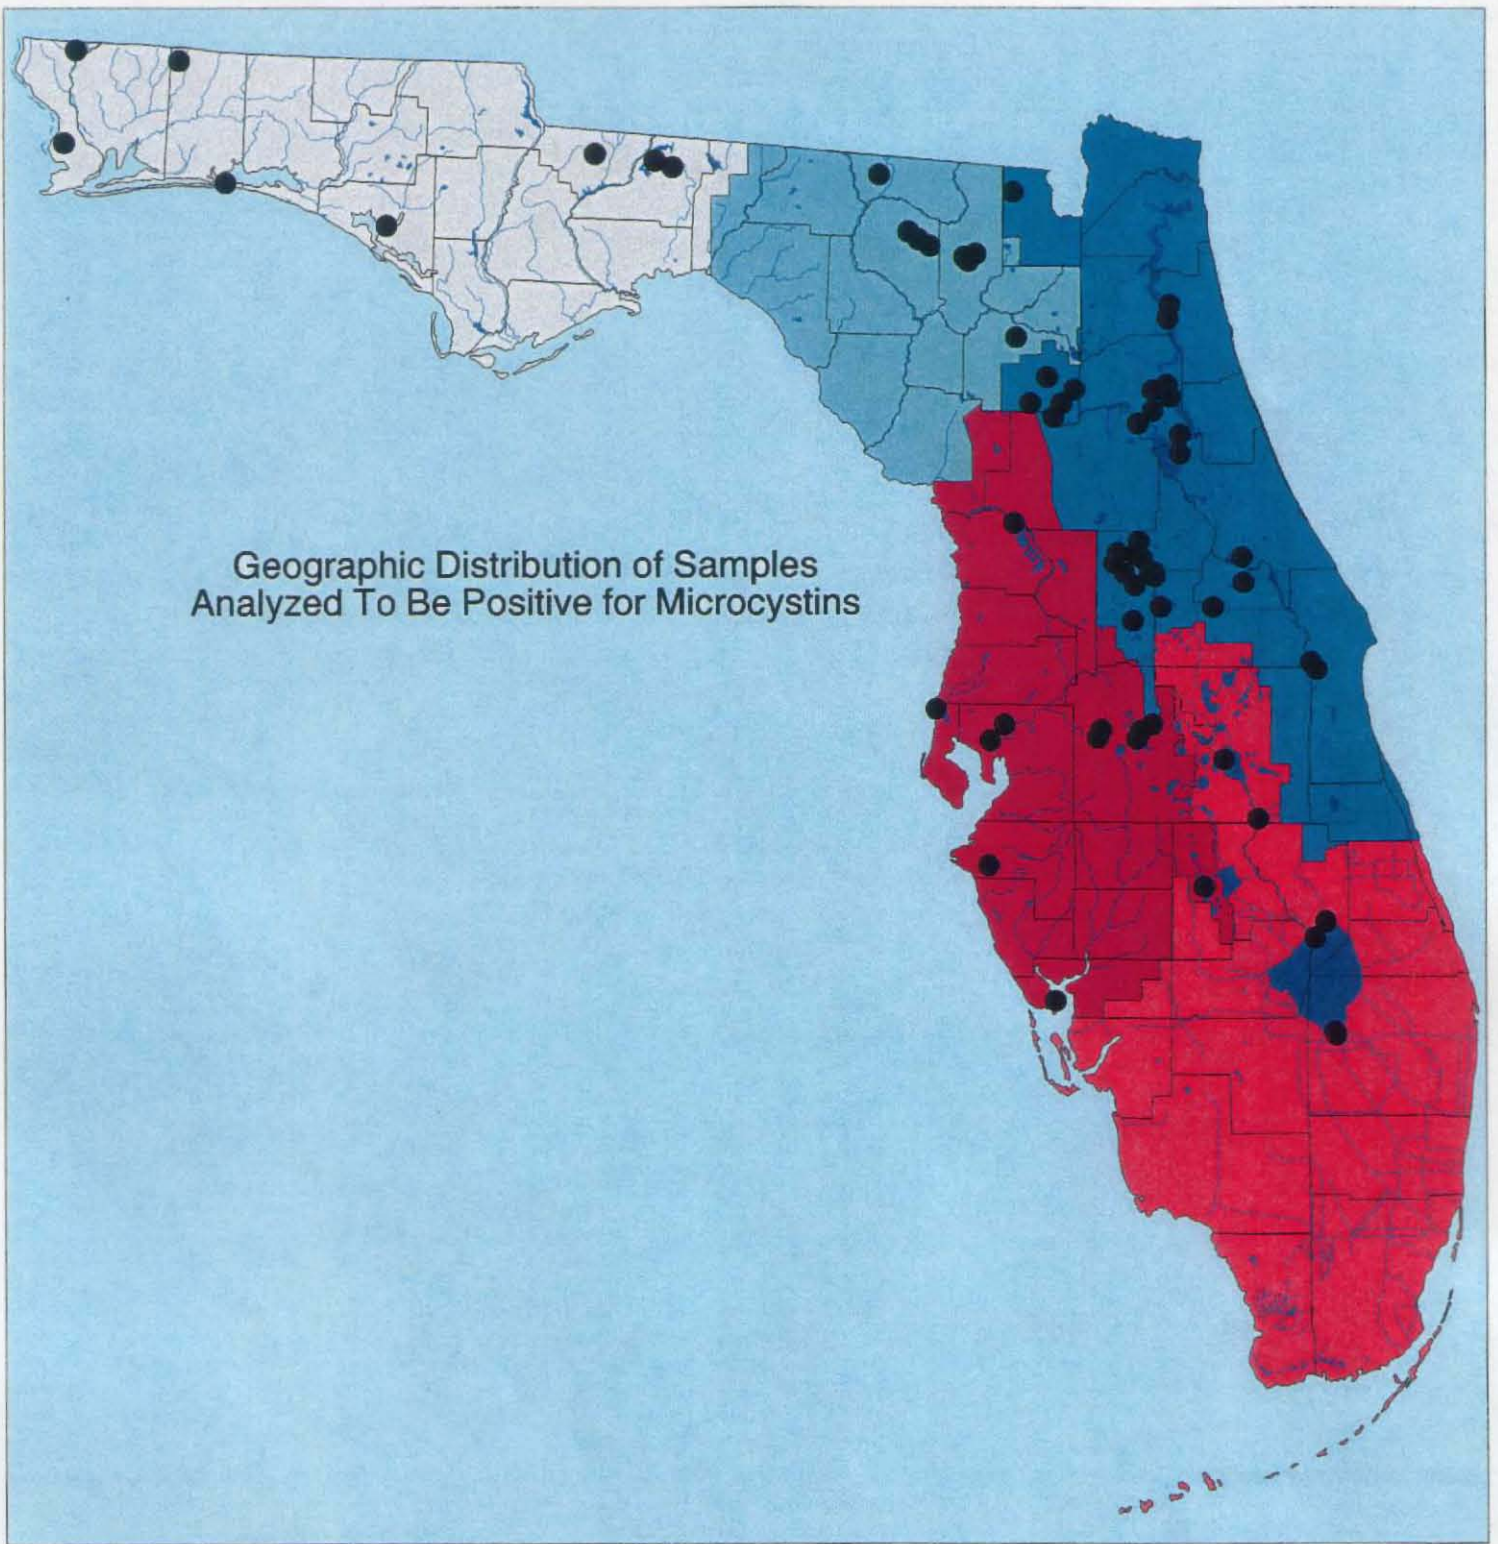 Geographic Distribution of Samples
Analyzed To Be Positive for Microcystins